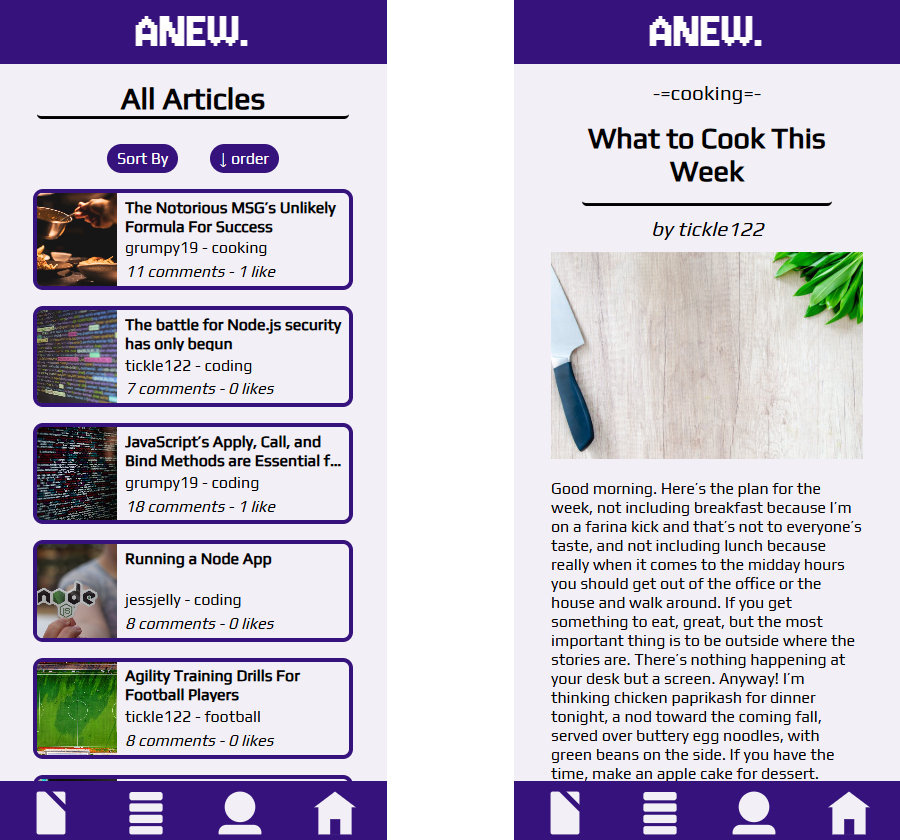 ANEW.
All Articles
Sort By
↓ order
The Notorious MSG's Unlikely
Formula For Success
grumpy19 - cooking
11 comments - 1 like
The battle for Node.js security
has only begun
tickle122 - coding
7 comments - 0 likes
JavaScript's Apply, Call, and
Bind Methods are Essential f...
grumpy19 - coding
18 comments - 1 like
node
JS
Running a Node App
jessjelly - coding
8 comments - 0 likes
Agility Training Drills For
Football Players
tickle122 - football
8 comments - 0 likes
ANEW.
-=cooking=-
What to Cook This
Week
by tickle122
Good morning. Here's the plan for the
week, not including breakfast because I'm
on a farina kick and that's not to everyone's
taste, and not including lunch because
really when it comes to the midday hours
you should get out of the office or the
house and walk around. If you get
something to eat, great, but the most
important thing is to be outside where the
stories are. There's nothing happening at
your desk but a screen. Anyway! I'm
thinking chicken paprikash for dinner
tonight, a nod toward the coming fall,
served over buttery egg noodles, with
green beans on the side. If you have the
time, make an apple cake for dessert.